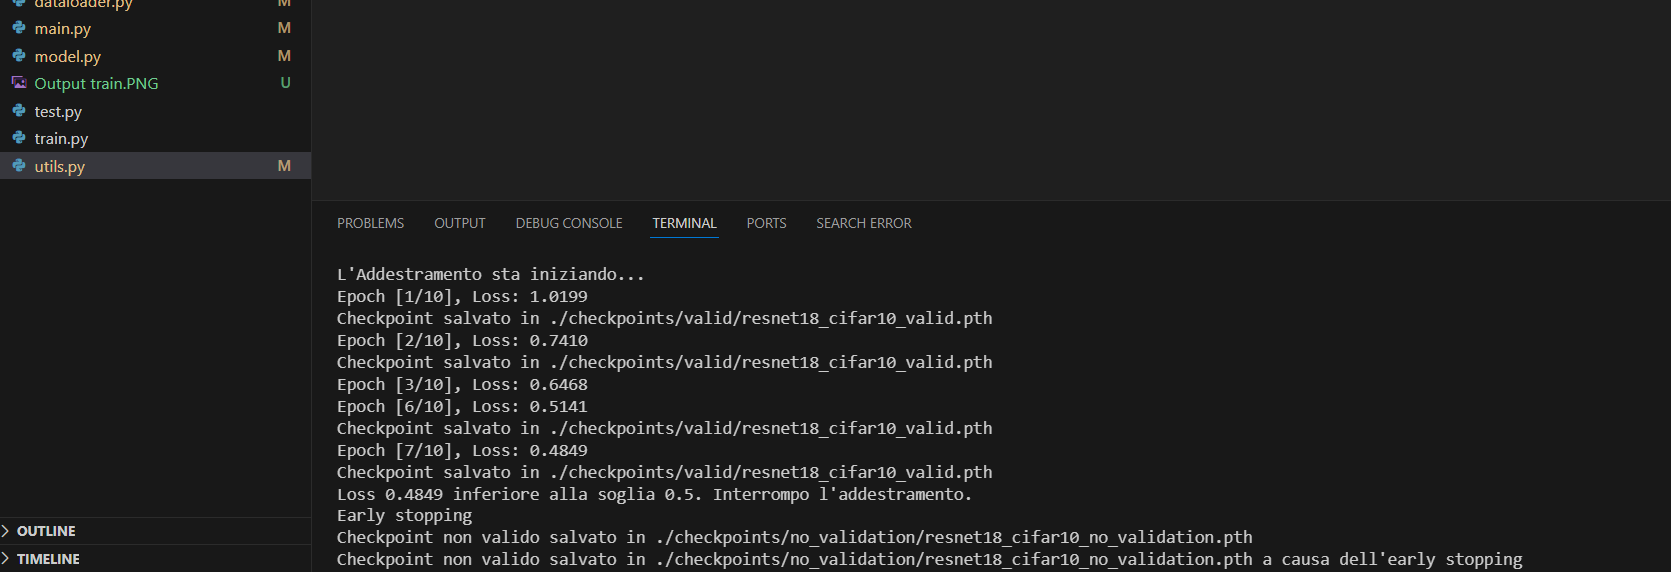 dataloader.py M
main.py M
model.py M
Output train.PNG U
test.py
train.py
utils.py M
OUTLINE
TIMELINE
PROBLEMS OUTPUT DEBUG CONSOLE TERMINAL PORTS SEARCH ERROR
L'Addestramento sta iniziando...
Epoch [1/10], Loss: 1.0199
Checkpoint salvato in ./checkpoints/valid/resnet18_cifar10_valid.pth
Epoch [2/10], Loss: 0.7410
Checkpoint salvato in ./checkpoints/valid/resnet18_cifar10_valid.pth
Epoch [3/10], Loss: 0.6468
Epoch [6/10], Loss: 0.5141
Checkpoint salvato in ./checkpoints/valid/resnet18_cifar10_valid.pth
Epoch [7/10], Loss: 0.4849
Checkpoint salvato in ./checkpoints/valid/resnet18_cifar10_valid.pth
Loss 0.4849 inferiore alla soglia 0.5. Interrompo l'addestramento.
Early stopping
Checkpoint non valido salvato in ./checkpoints/no_validation/resnet18_cifar10_no_validation.pth
Checkpoint non valido salvato in ./checkpoints/no_validation/resnet18_cifar10_no_validation.pth a causa dell'early stopping